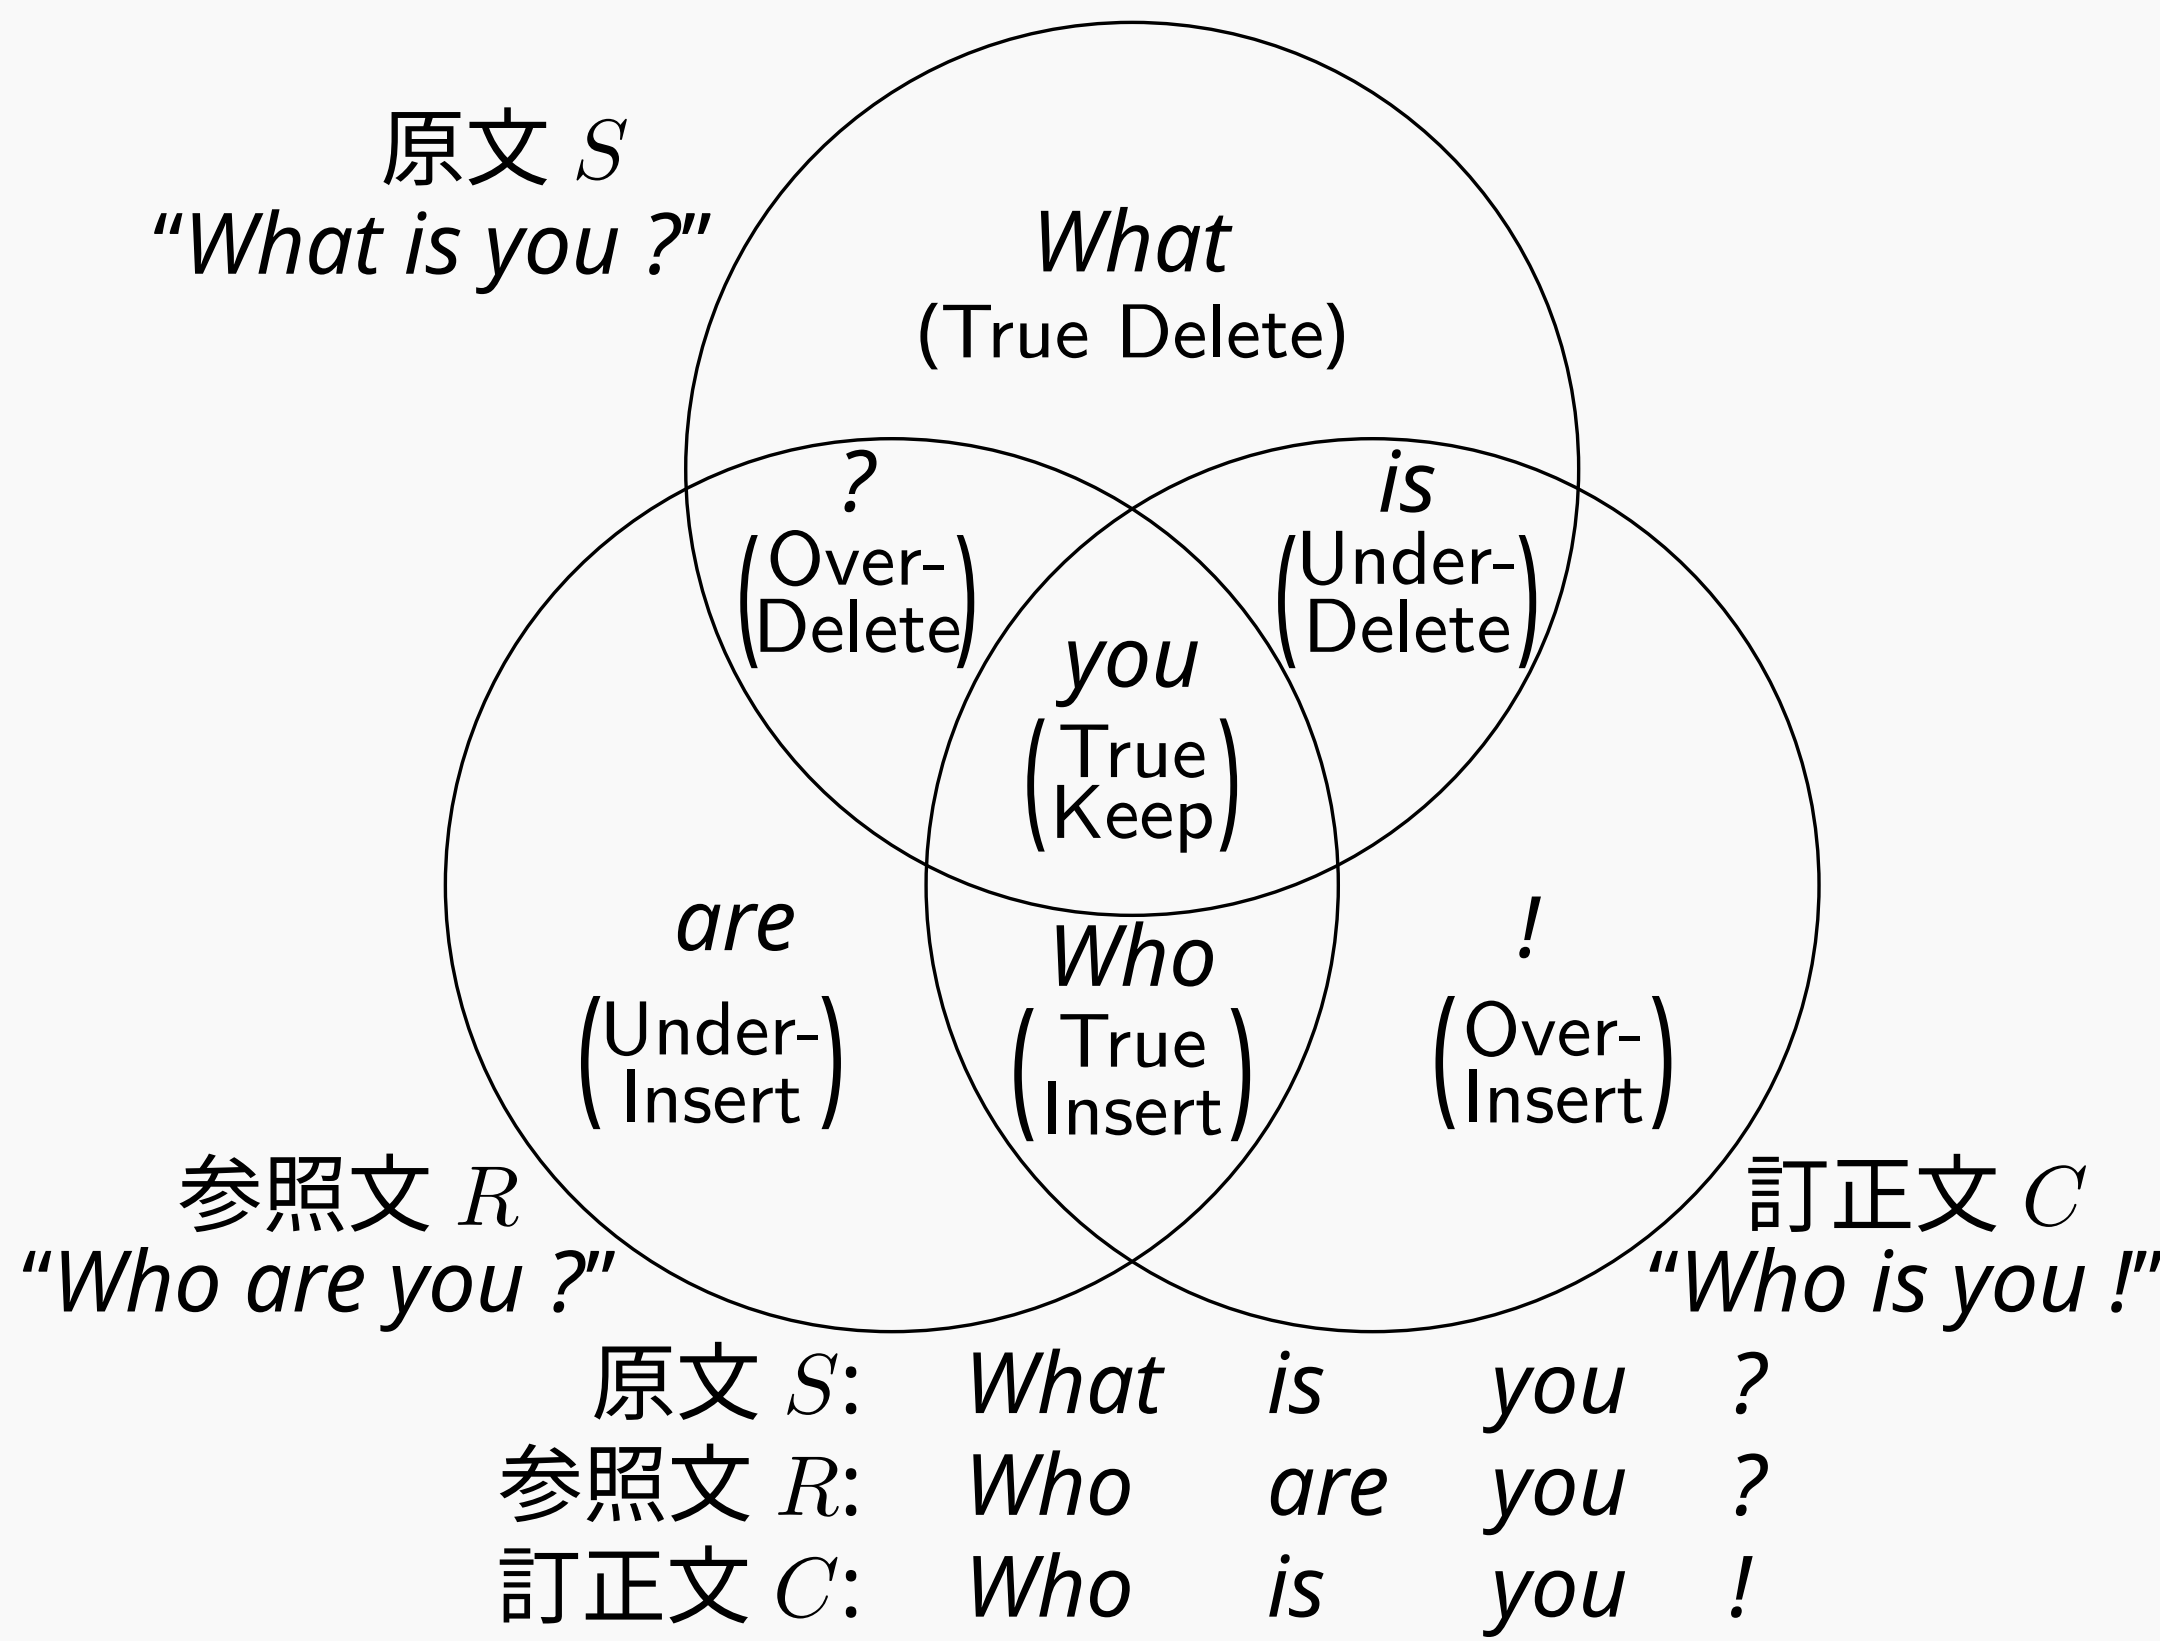 原文 S
“What is you ?”
What
(True Delete)
?
(Over-
Delete)
is
(Under-
Delete)
you
(True
Keep)
are
(Under-
Insert)
Who
(True
Insert)
!
(Over-
Insert)
参照文 R
“Who are you ?”
訂正文 C
“Who is you !”
原文 S: What is you ?
参照文 R: Who are you ?
訂正文 C: Who is you !